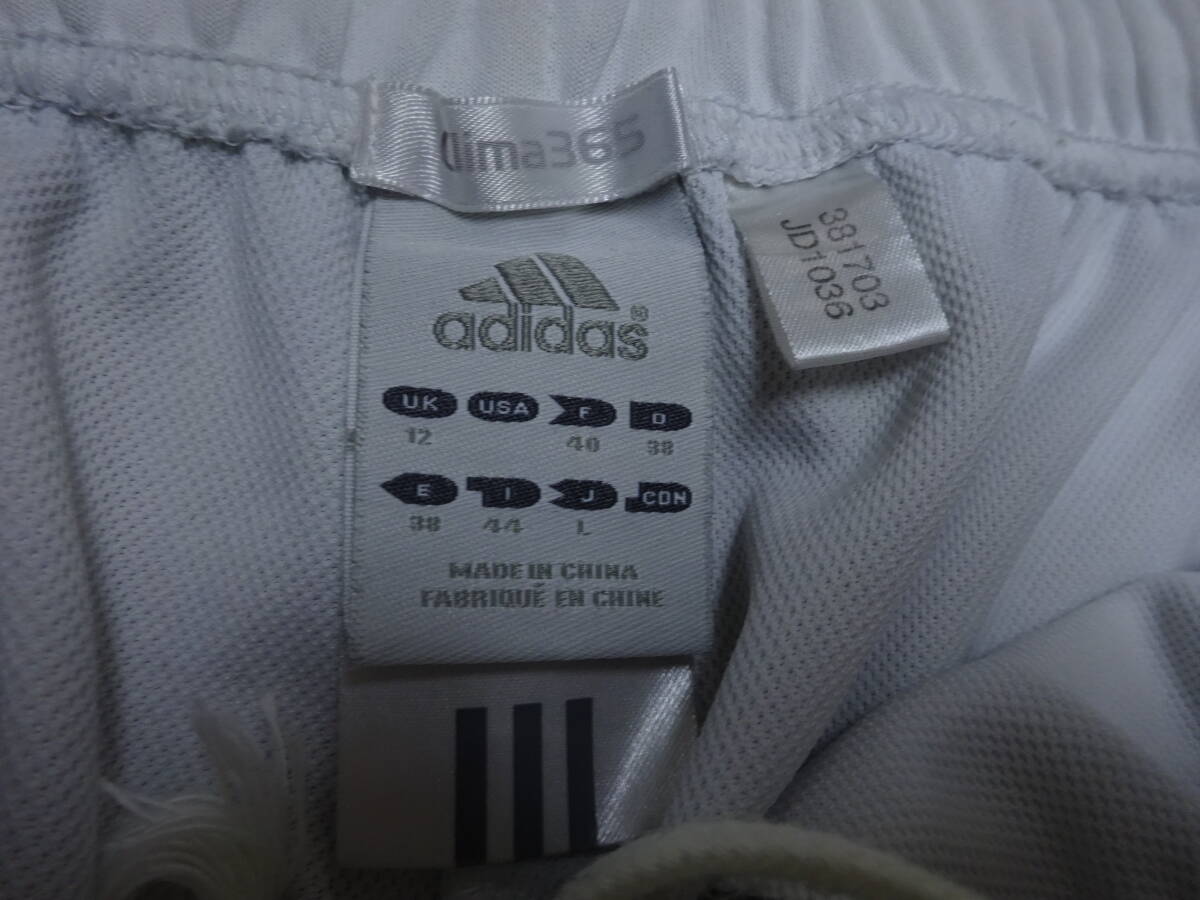 clima365
adidas®
UK USA F D
12 40 38
E I J CDN
38 44 L
MADE IN CHINA
FABRIQUÉ EN CHINE
381703
JD1036